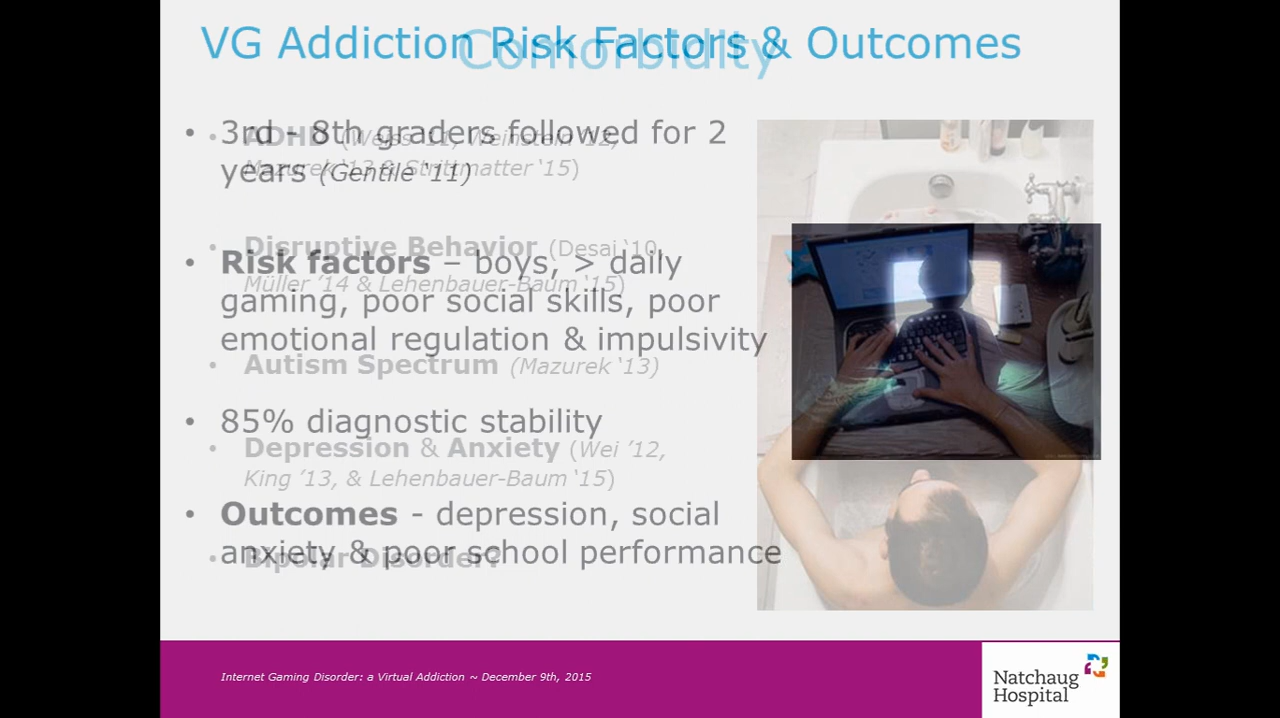 VG Addiction Risk Factors & Outcomes
Comorbidity
• 3rd - 8th graders followed for 2
years (Gentile ‘11)
• Risk factors – boys, > daily
gaming, poor social skills, poor
emotional regulation & impulsivity
• 85% diagnostic stability
• Outcomes - depression, social
anxiety & poor school performance
• ADHD (Weiss ‘11, Weinstein ‘12,
Mazurek ‘13 & Strittmatter ‘15)
• Disruptive Behavior (Desai ‘10,
Müller ’14 & Lehenbauer-Baum ‘15)
• Autism Spectrum (Mazurek ‘13)
• Depression & Anxiety (Wei ’12,
King ’13, & Lehenbauer-Baum ‘15)
• Bipolar Disorder?
Internet Gaming Disorder: a Virtual Addiction ~ December 9th, 2015
Natchaug
Hospital